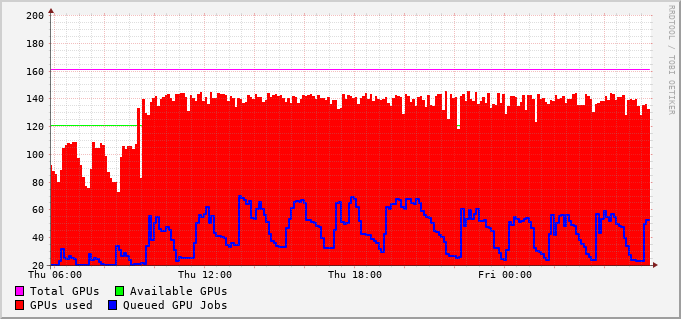 200
180
160
140
120
100
80
60
40
20
Thu 06:00 Thu 12:00 Thu 18:00 Fri 00:00
Total GPUs Available GPUs
GPUs used Queued GPU Jobs
RRDTOOL / TOBI OETIKER